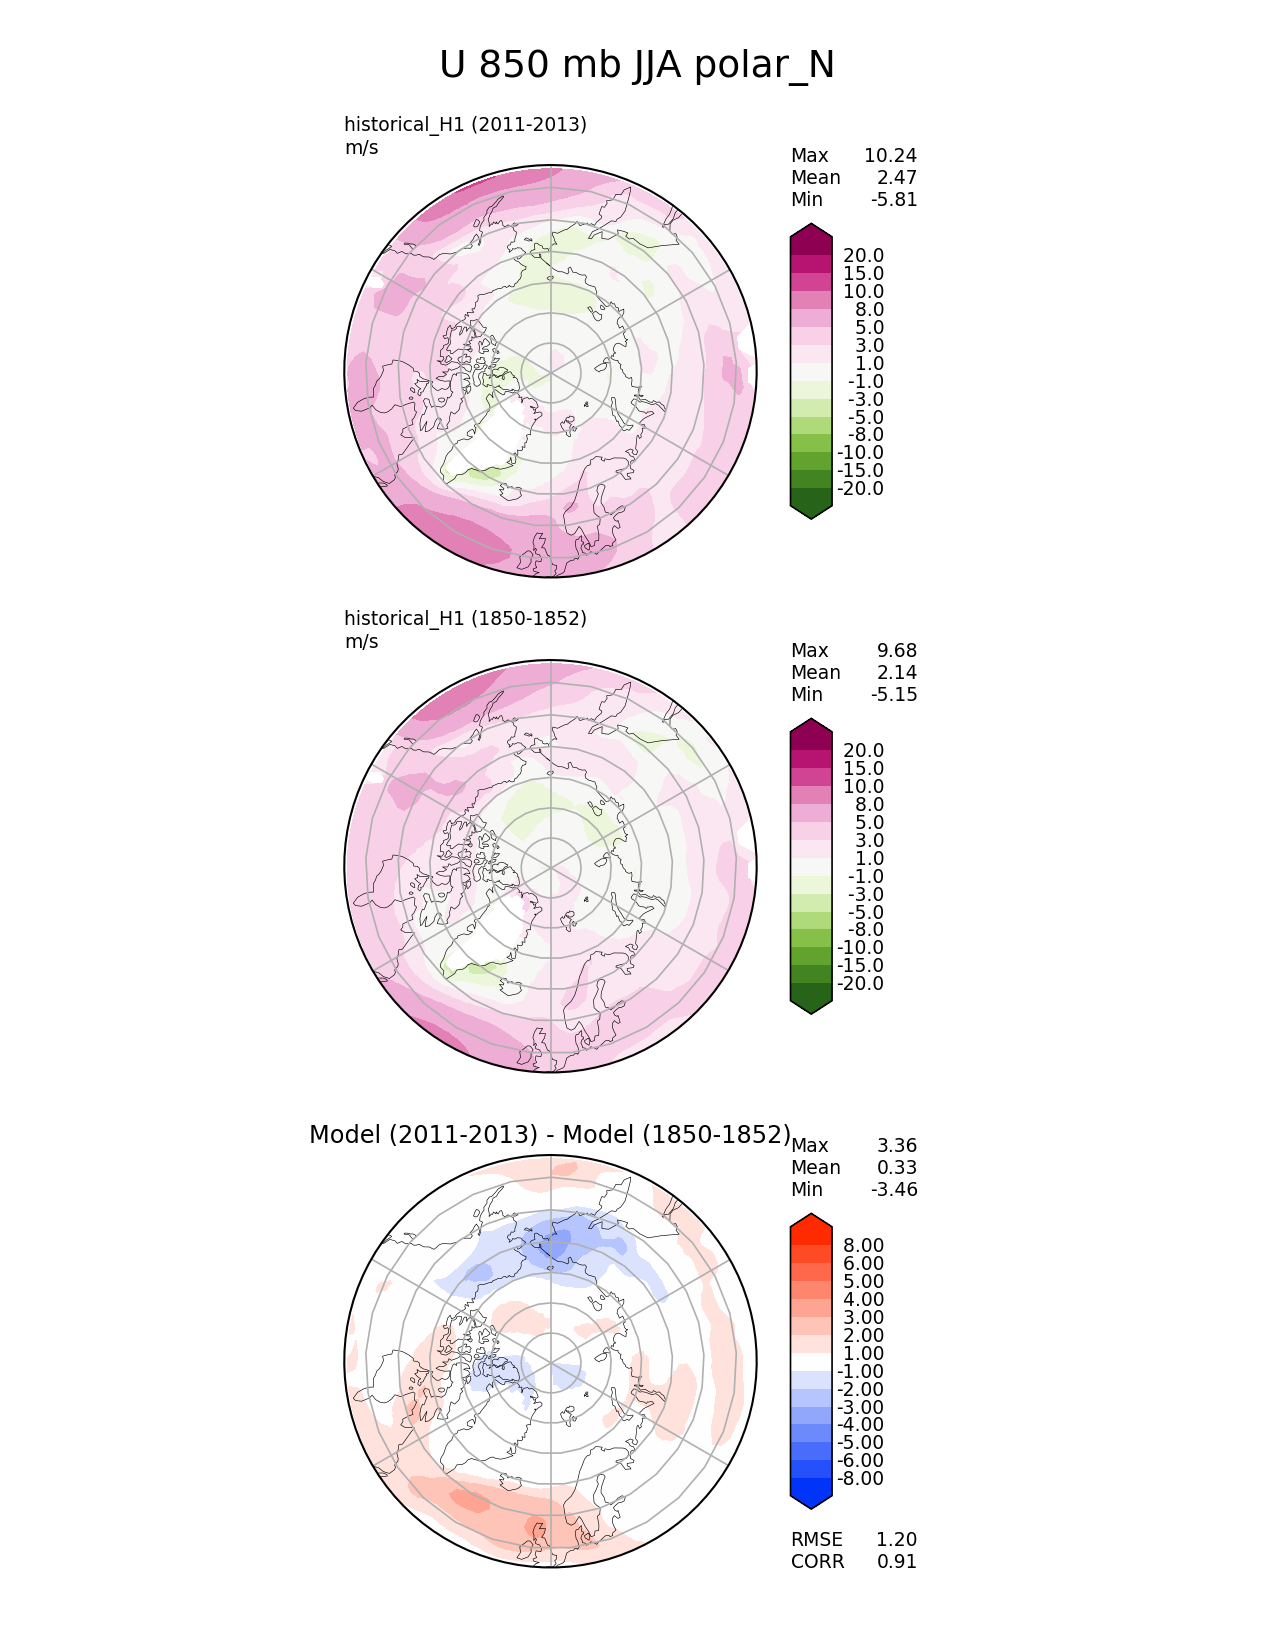 U 850 mb JJA polar_N
historical_H1 (2011-2013)
m/s
Max 10.24
Mean 2.47
Min -5.81
20.0
15.0
10.0
8.0
5.0
3.0
1.0
-1.0
-3.0
-5.0
-8.0
-10.0
-15.0
-20.0
historical_H1 (1850-1852)
m/s
Max 9.68
Mean 2.14
Min -5.15
20.0
15.0
10.0
8.0
5.0
3.0
1.0
-1.0
-3.0
-5.0
-8.0
-10.0
-15.0
-20.0
Model (2011-2013) - Model (1850-1852)
Max 3.36
Mean 0.33
Min -3.46
8.00
6.00
5.00
4.00
3.00
2.00
1.00
-1.00
-2.00
-3.00
-4.00
-5.00
-6.00
-8.00
RMSE 1.20
CORR 0.91